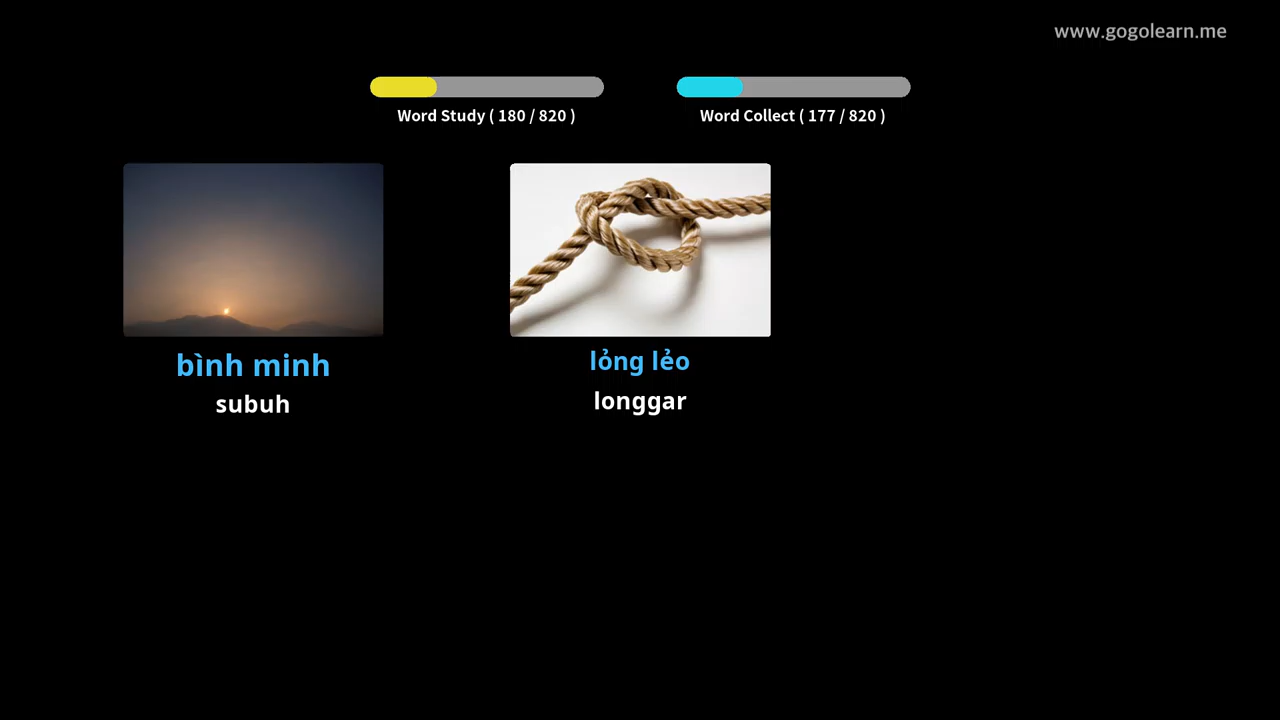 www.gogolearn.me
Word Study ( 180 / 820 )
Word Collect ( 177 / 820 )
bình minh
subuh
lỏng lẻo
longgar